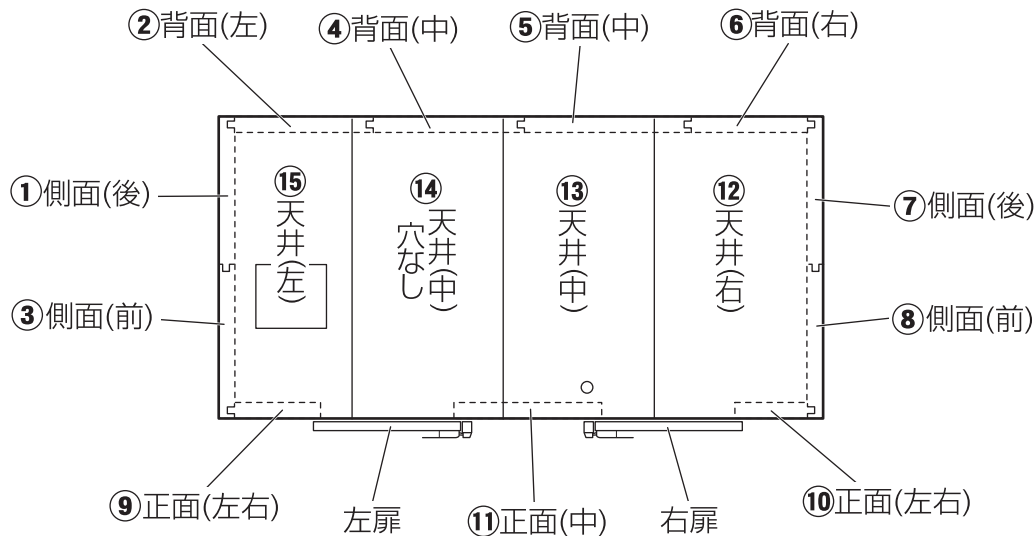 ②背面(左)
④背面(中)
⑤背面(中)
⑥背面(右)
①側面(後)
⑮天井(左)
⑭天井(中)
穴なし
⑬天井(中)
⑫天井(右)
⑦側面(後)
③側面(前)
⑧側面(前)
⑨正面(左右)
左扉
⑪正面(中)
右扉
⑩正面(左右)